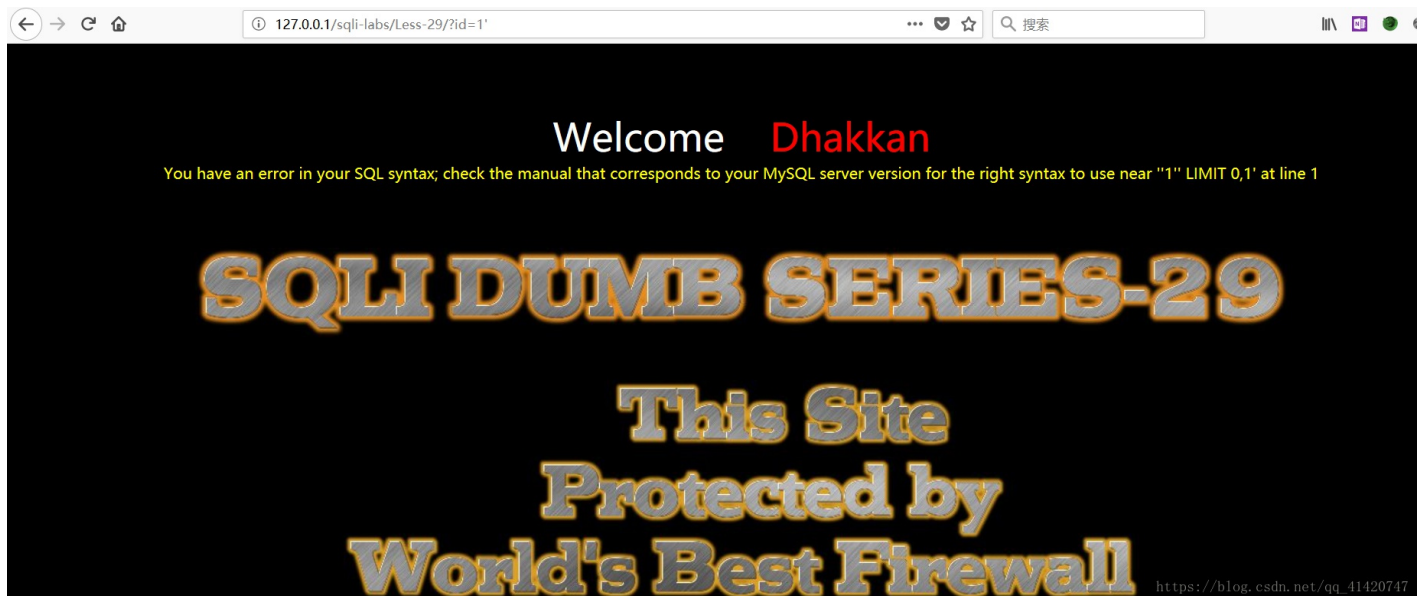 127.0.0.1/sqli-labs/Less-29/?id=1'
搜索
Welcome Dhakkan
You have an error in your SQL syntax; check the manual that corresponds to your MySQL server version for the right syntax to use near ''1'' LIMIT 0,1' at line 1
SQLI DUMB SERIES-29
This Site
Protected by
World's Best Firewall
https://blog.csdn.net/qq_41420747